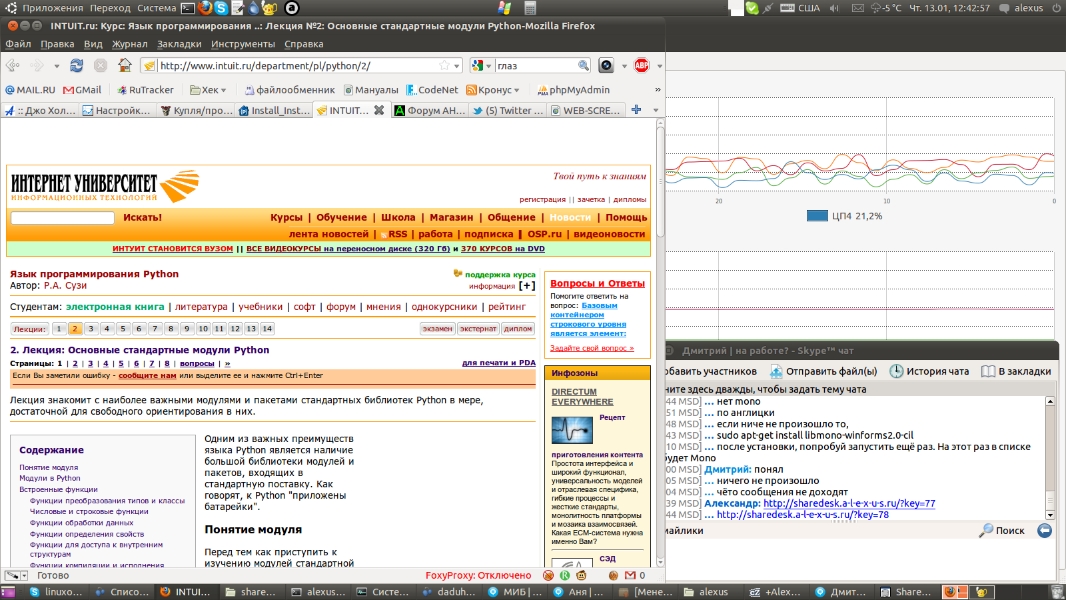 Приложения Переход Система
США
-5 °C
Чт. 13.01, 12:42:57
alexus
INTUIT.ru: Курс: Язык программирования ..: Лекция №2: Основные стандартные модули Python-Mozilla Firefox
Файл Правка Вид Журнал Закладки Инструменты Справка
http://www.intuit.ru/department/pl/python/2/
глаз
ABP
@MAIL.RU GMail RuTracker Хек файлообменник Мануалы CodeNet Кронус phpMyAdmin »
:: Джо Хол... Настройк... Купля/про... Install_Inst... INTUIT... Форум АН... (5) Twitter ... WEB-SCRE...
ИНТЕРНЕТ УНИВЕРСИТЕТ
ИНФОРМАЦИОННЫХ ТЕХНОЛОГИЙ
Твой путь к знаниям
регистрация || зачетка | дипломы
Искать!
Курсы | Обучение | Школа | Магазин | Общение | Новости | Помощь
лента новостей | RSS | работа | подписка | OSP.ru | видеоновости
ИНТУИТ СТАНОВИТСЯ ВУЗОМ || ВСЕ ВИДЕОКУРСЫ на переносном диске (320 Гб) и 370 КУРСОВ на DVD
Язык программирования Python
поддержка курса
Автор: Р.А. Сузи
информация [+]
Студентам: электронная книга | литература | учебники | софт | форум | мнения | однокурсники | рейтинг
Лекции: 1 2 3 4 5 6 7 8 9 10 11 12 13 14
экзамен экстернат диплом
2. Лекция: Основные стандартные модули Python
Страницы: 1 | 2 | 3 | 4 | 5 | 6 | 7 | 8 | вопросы | »
для печати и PDA
Если Вы заметили ошибку - сообщите нам или выделите ее и нажмите Ctrl+Enter
Лекция знакомит с наиболее важными модулями и пакетами стандартных библиотек Python в мере,
достаточной для свободного ориентирования в них.
Содержание
Понятие модуля
Модули в Python
Встроенные функции
Функции преобразования типов и классы
Числовые и строковые функции
Функции обработки данных
Функции определения свойств
Функции для доступа к внутренним
структурам
Функции компиляции и исполнения
Одним из важных преимуществ
языка Python является наличие
большой библиотеки модулей и
пакетов, входящих в
стандартную поставку. Как
говорят, к Python "приложены
батарейки".
Понятие модуля
Перед тем как приступить к
изучению модулей стандартной
Вопросы и Ответы
Помогите ответить на
вопрос: Базовым
контейнером
строкового уровня
является элемент:
Задайте свой вопрос »
Инфозоны
DIRECTUM
EVERYWHERE
Рецепт
приготовления контента
Простота интерфейса и
широкий функционал,
универсальность моделей
и отраслевая специфика,
гибкие процессы и
жесткие стандарты,
монолитность платформы
и мозаика взаимосвязей.
Какая ECM-система нужна
именно Вам?
СЭД
Готово
FoxyProxy: Отключено
0
20 10 0
ЦП4 21,2%
Дмитрий | на работе? - Skype™ чат
обавить участников Отправить файл(ы) История чата В закладки
ните здесь дважды, чтобы задать тему чата
44 MSD] ... нет mono
51 MSD] ... по англицки
48 MSD] ... если ниче не произошло то,
43 MSD] ... sudo apt-get install libmono-winforms2.0-cil
10 MSD] ... после установки, попробуй запустить ещё раз. На этот раз в списке
будет Mono
00 MSD] Дмитрий: понял
05 MSD] ... ничего не произошло
04 MSD] ... чёто сообщения не доходят
39 MSD] Александр: http://sharedesk.a-l-e-x-u-s.ru/?key=77
44 MSD] ... http://sharedesk.a-l-e-x-u-s.ru/?key=78
майлики
Поиск
linuxo... Списо... INTUI... share... alexus... Систе... daduh... МИБ |... Аня |... [Мене... alexus +Alex... Дмит... Share...